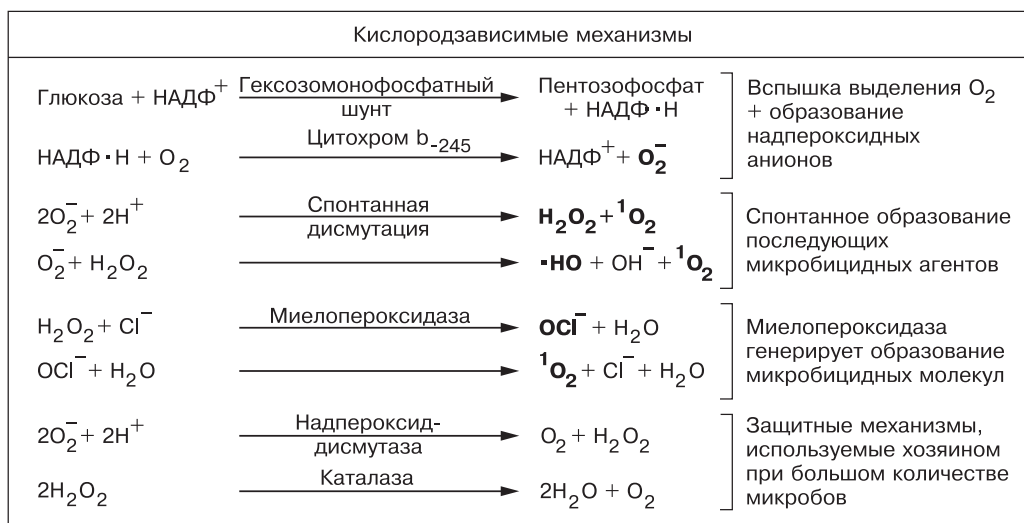 Кислородзависимые механизмы
Глюкоза + НАДФ⁺ Гексозомонофосфатный шунт Пентозофосфат + НАДФ·Н
НАДФ·Н + O₂ Цитохром b₋₂₄₅ НАДФ⁺ + O₂⁻
Вспышка выделения O₂
+ образование
надпероксидных
анионов
2O₂⁻ + 2H⁺ Спонтанная дисмутация H₂O₂ + ¹O₂
O₂⁻ + H₂O₂ ·HO + OH⁻ + ¹O₂
Спонтанное образование
последующих
микробицидных агентов
H₂O₂ + Cl⁻ Миелопероксидаза OCl⁻ + H₂O
OCl⁻ + H₂O ¹O₂ + Cl⁻ + H₂O
Миелопероксидаза
генерирует образование
микробицидных молекул
2O₂⁻ + 2H⁺ Надпероксид-дисмутаза O₂ + H₂O₂
2H₂O₂ Каталаза 2H₂O + O₂
Защитные механизмы,
используемые хозяином
при большом количестве
микробов